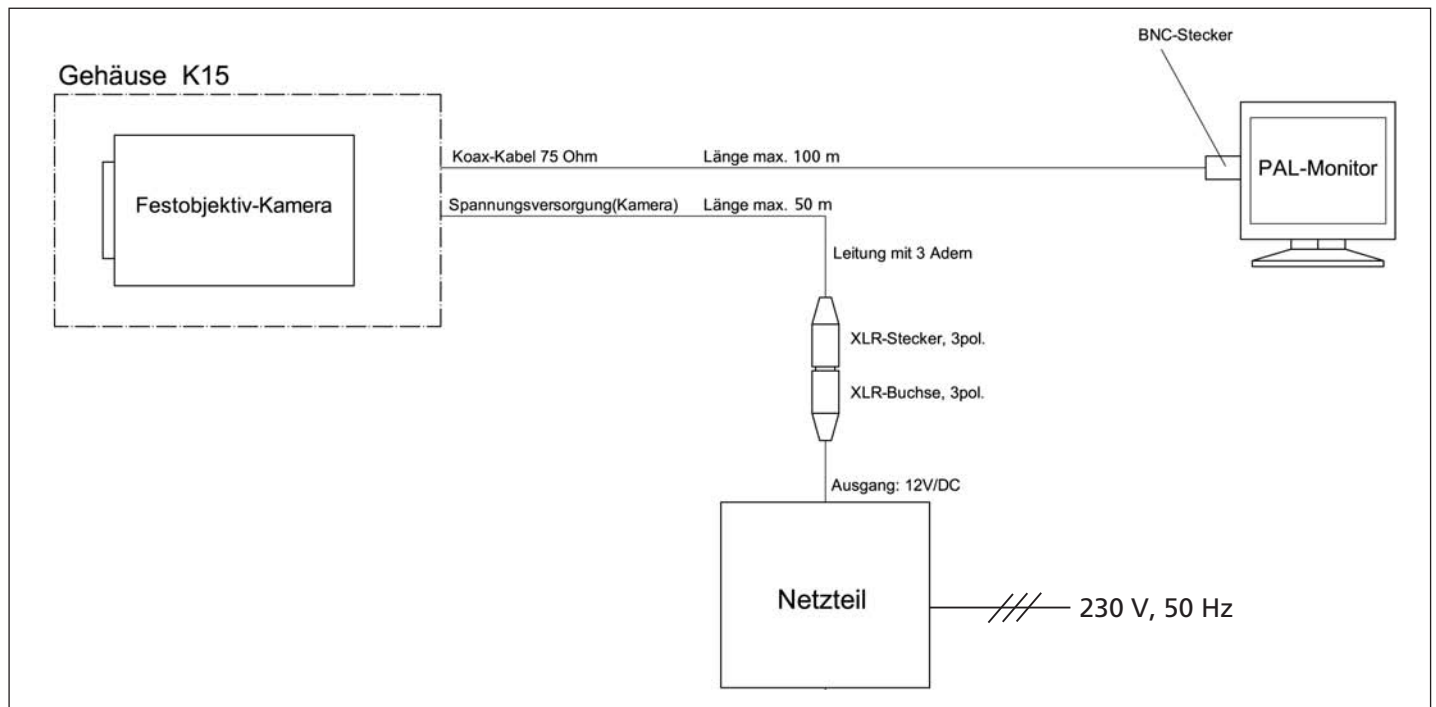 BNC-Stecker
Gehäuse K15
Koax-Kabel 75 Ohm Länge max. 100 m
PAL-Monitor
Festobjektiv-Kamera
Spannungsversorgung(Kamera) Länge max. 50 m
Leitung mit 3 Adern
XLR-Stecker, 3pol.
XLR-Buchse, 3pol.
Ausgang: 12V/DC
Netzteil
230 V, 50 Hz